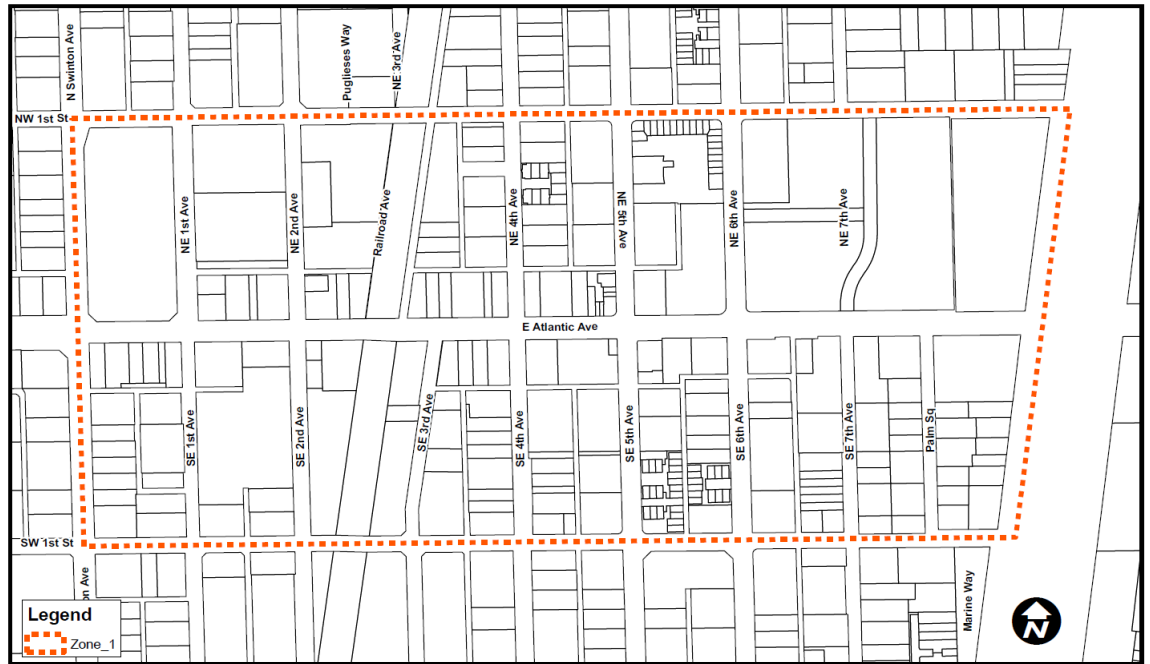 N Swinton Ave
Puglieses Way
NE 3rd Ave
NW 1st St
NE 1st Ave
NE 2nd Ave
Railroad Ave
NE 4th Ave
NE 5th Ave
NE 6th Ave
NE 7th Ave
E Atlantic Ave
SE 1st Ave
SE 2nd Ave
SE 3rd Ave
SE 4th Ave
SE 5th Ave
SE 6th Ave
SE 7th Ave
Palm Sq
SW 1st St
on Ave
Marine Way
Legend
Zone_1
N